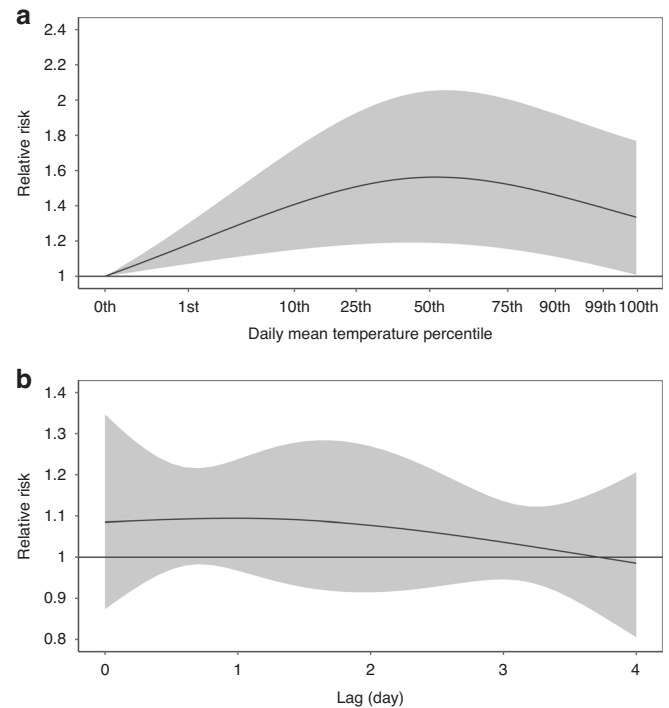 a
Relative risk
2.4
2.2
2
1.8
1.6
1.4
1.2
1
0th 1st 10th 25th 50th 75th 90th 99th 100th
Daily mean temperature percentile
b
Relative risk
1.4
1.3
1.2
1.1
1
0.9
0.8
0 1 2 3 4
Lag (day)